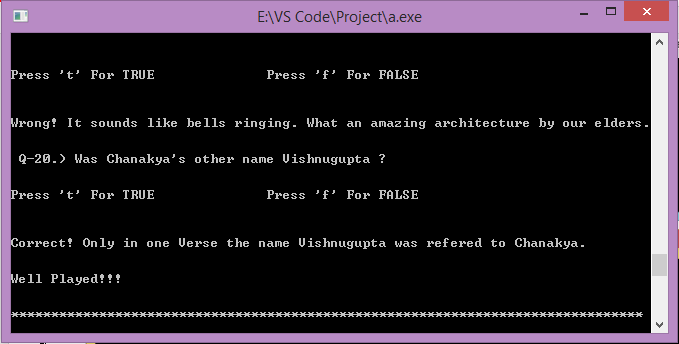 E:\VS Code\Project\a.exe
Press 't' For TRUE Press 'f' For FALSE
Wrong! It sounds like bells ringing. What an amazing architecture by our elders.
Q-20.) Was Chanakya's other name Vishnugupta ?
Press 't' For TRUE Press 'f' For FALSE
Correct! Only in one Verse the name Vishnugupta was refered to Chanakya.
Well Played!!!
*******************************************************************************